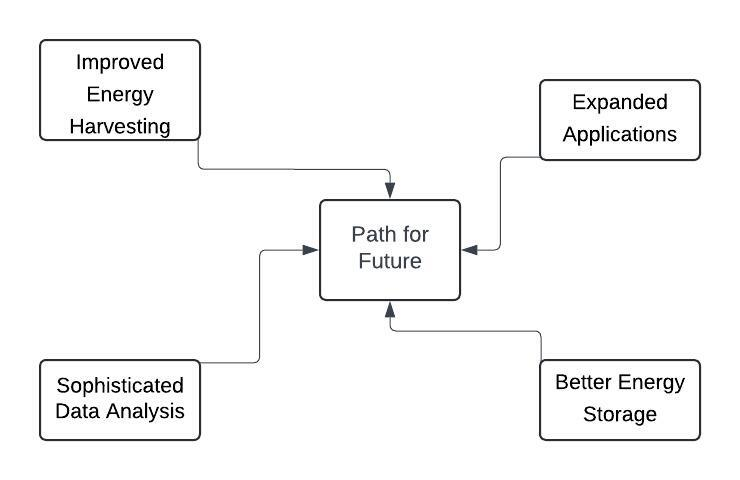 Improved
Energy
Harvesting
Expanded
Applications
Path for
Future
Sophisticated
Data Analysis
Better Energy
Storage